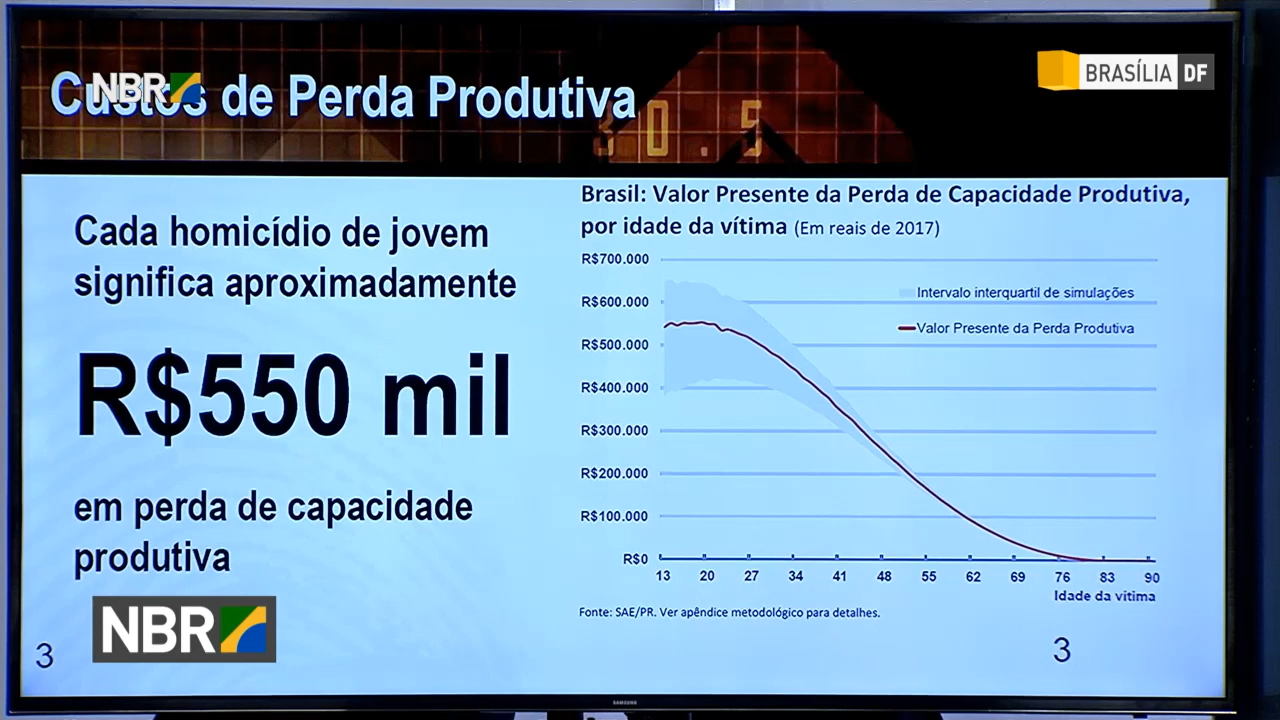 NBR
Custos de Perda Produtiva
BRASÍLIA DF
30.5
Cada homicídio de jovem
significa aproximadamente
R$550 mil
em perda de capacidade
produtiva
NBR
3
Brasil: Valor Presente da Perda de Capacidade Produtiva,
por idade da vítima (Em reais de 2017)
R$700.000
R$600.000
R$500.000
R$400.000
R$300.000
R$200.000
R$100.000
R$0
Intervalo interquartil de simulações
Valor Presente da Perda Produtiva
13 20 27 34 41 48 55 62 69 76 83 90
Idade da vítima
Fonte: SAE/PR. Ver apêndice metodológico para detalhes.
3
SAMSUNG